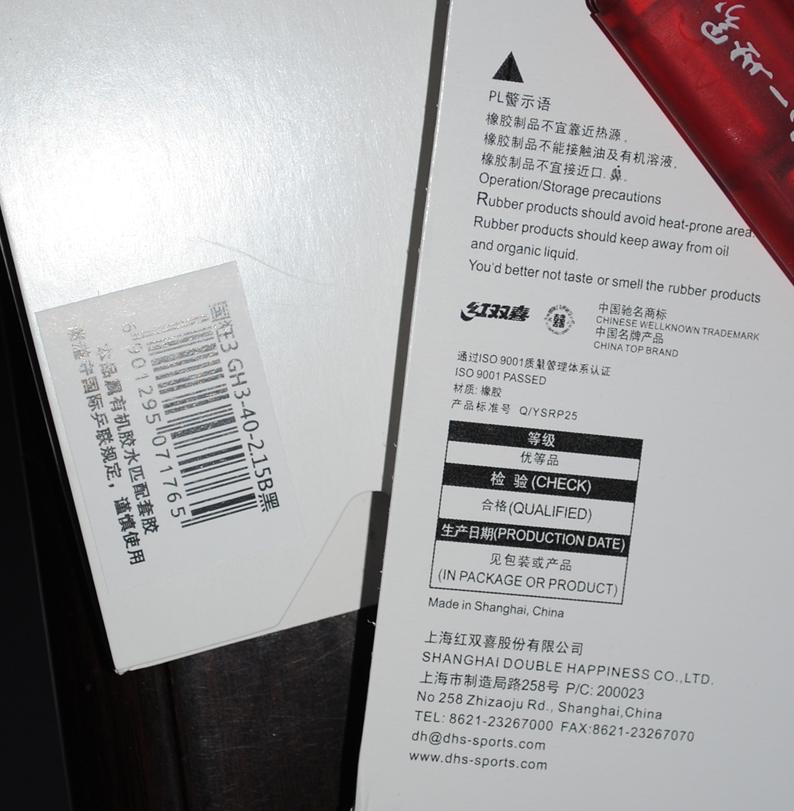 国狂3 GH3-40-2.15B黑
6 901295 071765
本品属有机胶水匹配套胶
遵守国际乒联规定，谨慎使用
PL警示语
橡胶制品不宜靠近热源.
橡胶制品不能接触油及有机溶液.
橡胶制品不宜接近口.鼻.
Operation/Storage precautions
Rubber products should avoid heat-prone area.
Rubber products should keep away from oil
and organic liquid.
You'd better not taste or smell the rubber products
红双喜
中国驰名商标
CHINESE WELLKNOWN TRADEMARK
中国名牌产品
CHINA TOP BRAND
通过ISO 9001质量管理体系认证
ISO 9001 PASSED
材质: 橡胶
产品标准号 Q/YSRP25
等级
优等品
检 验(CHECK)
合格(QUALIFIED)
生产日期(PRODUCTION DATE)
见包装或产品
(IN PACKAGE OR PRODUCT)
Made in Shanghai, China
上海红双喜股份有限公司
SHANGHAI DOUBLE HAPPINESS CO.,LTD.
上海市制造局路258号 P/C: 200023
No 258 Zhizaoju Rd., Shanghai,China
TEL: 8621-23267000 FAX:8621-23267070
dh@dhs-sports.com
www.dhs-sports.com